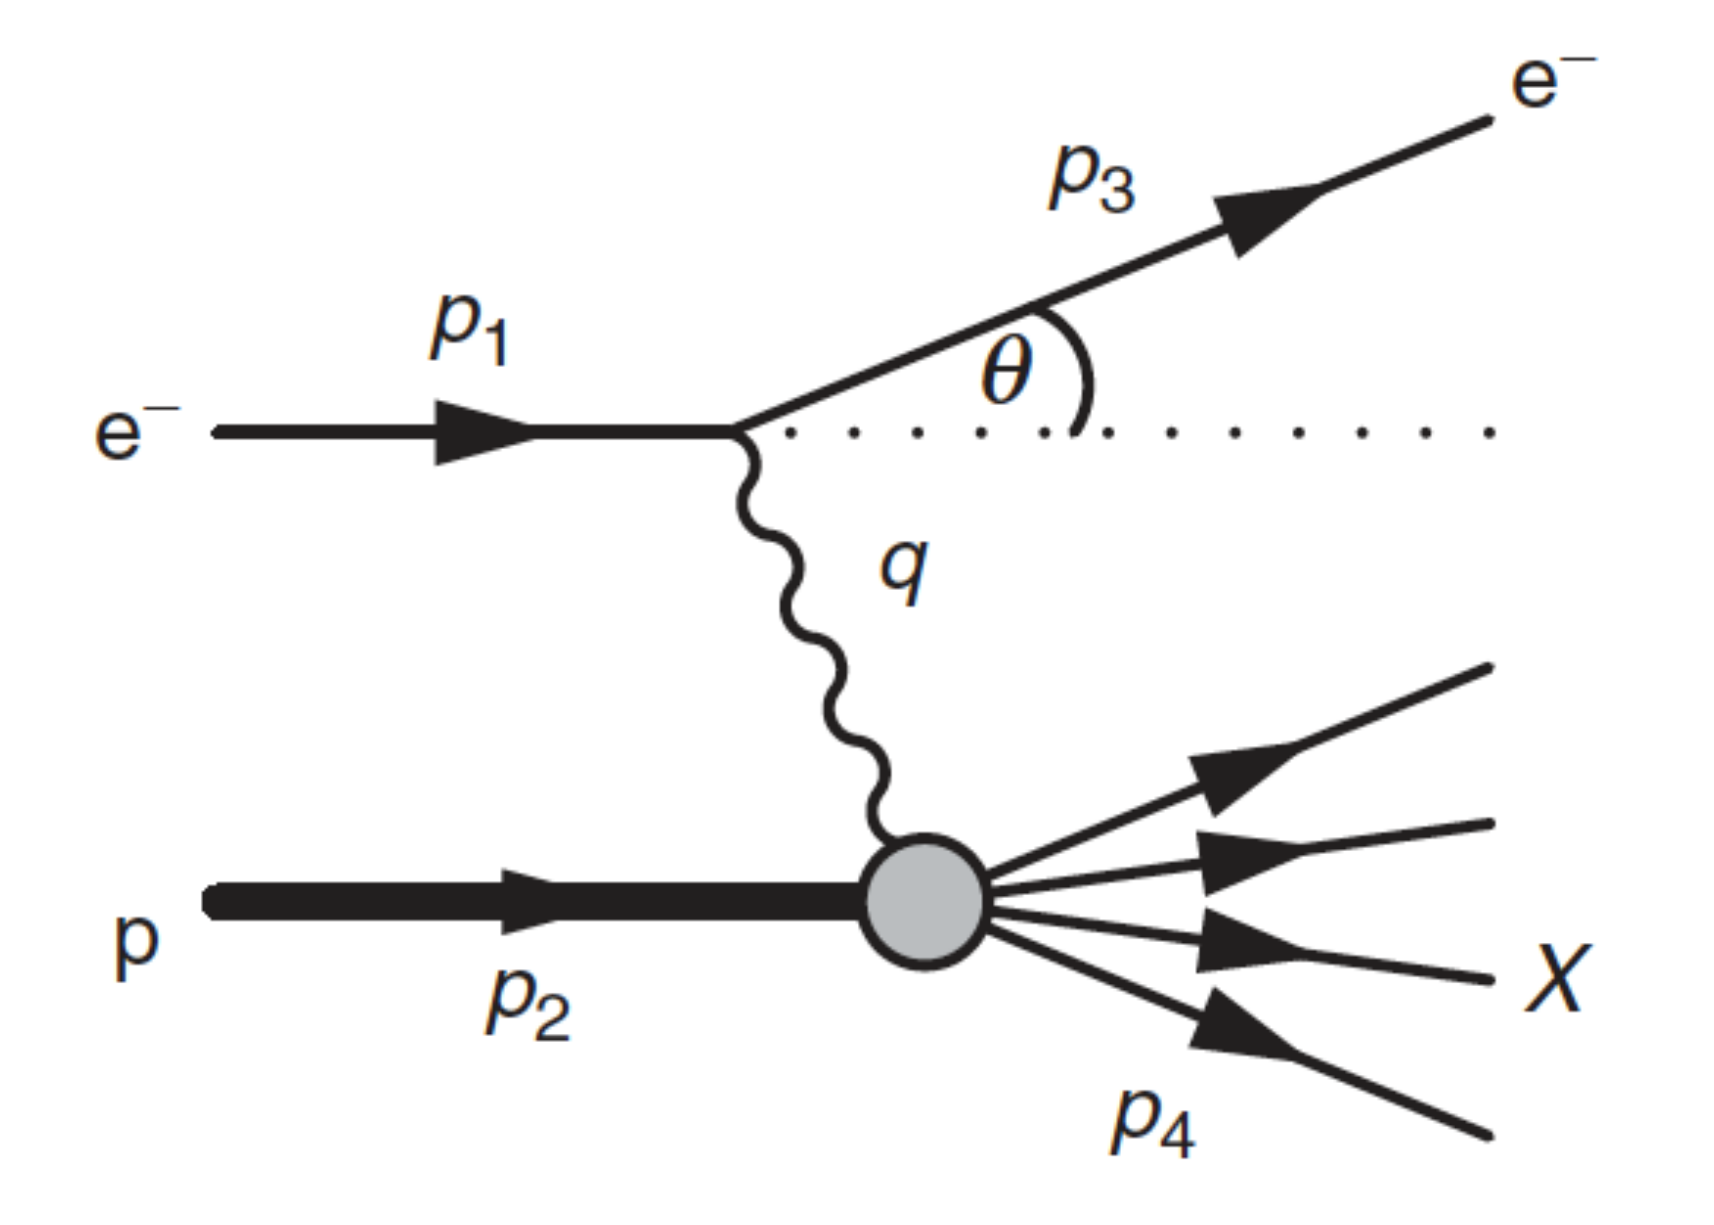 e⁻
p₃
p₁
θ
e⁻
q
p
p₂
X
p₄